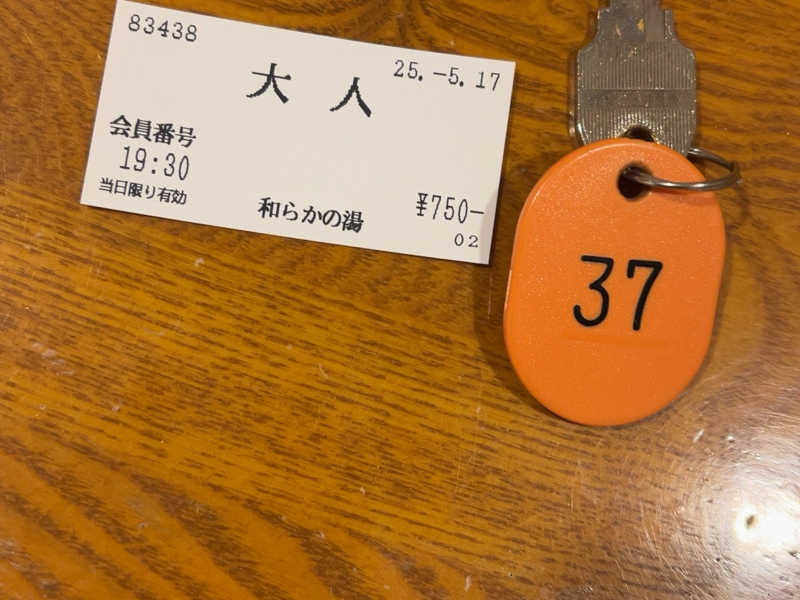 83438
25.-5.17
大人
会員番号
19:30
当日限り有効
和らかの湯
¥750-
02
37